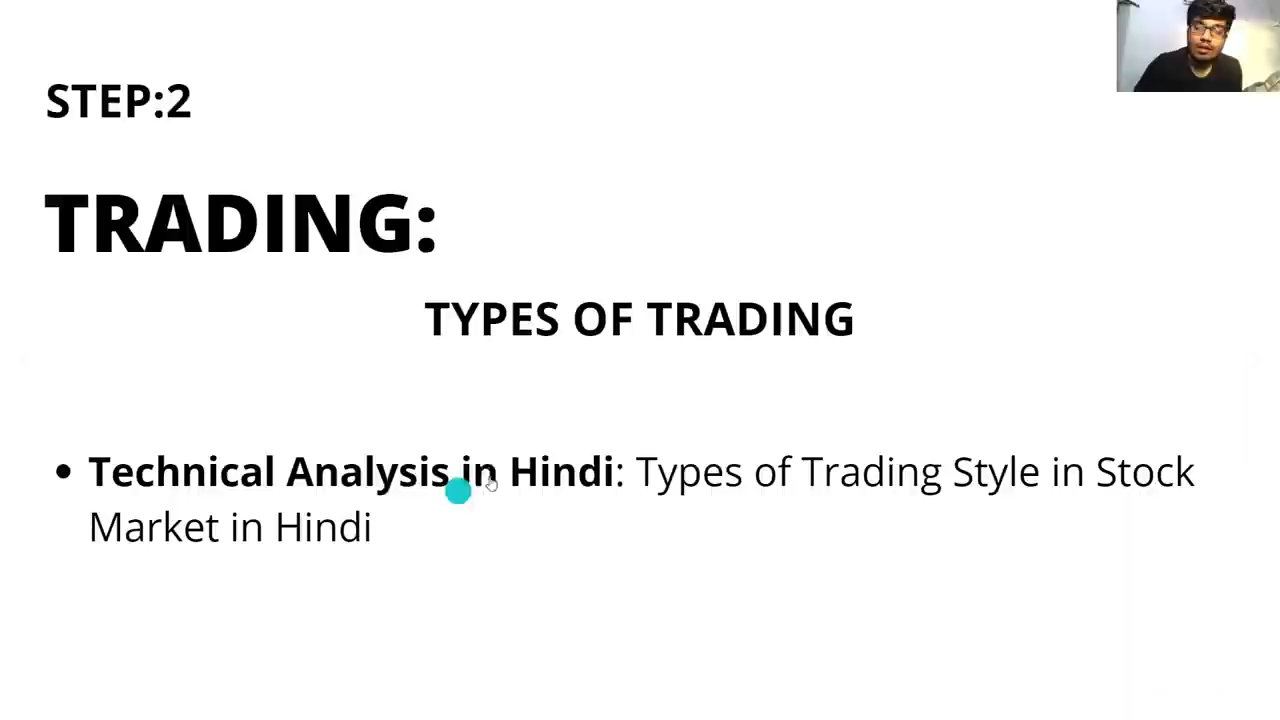 STEP:2
TRADING:
TYPES OF TRADING
• Technical Analysis in Hindi: Types of Trading Style in Stock
Market in Hindi